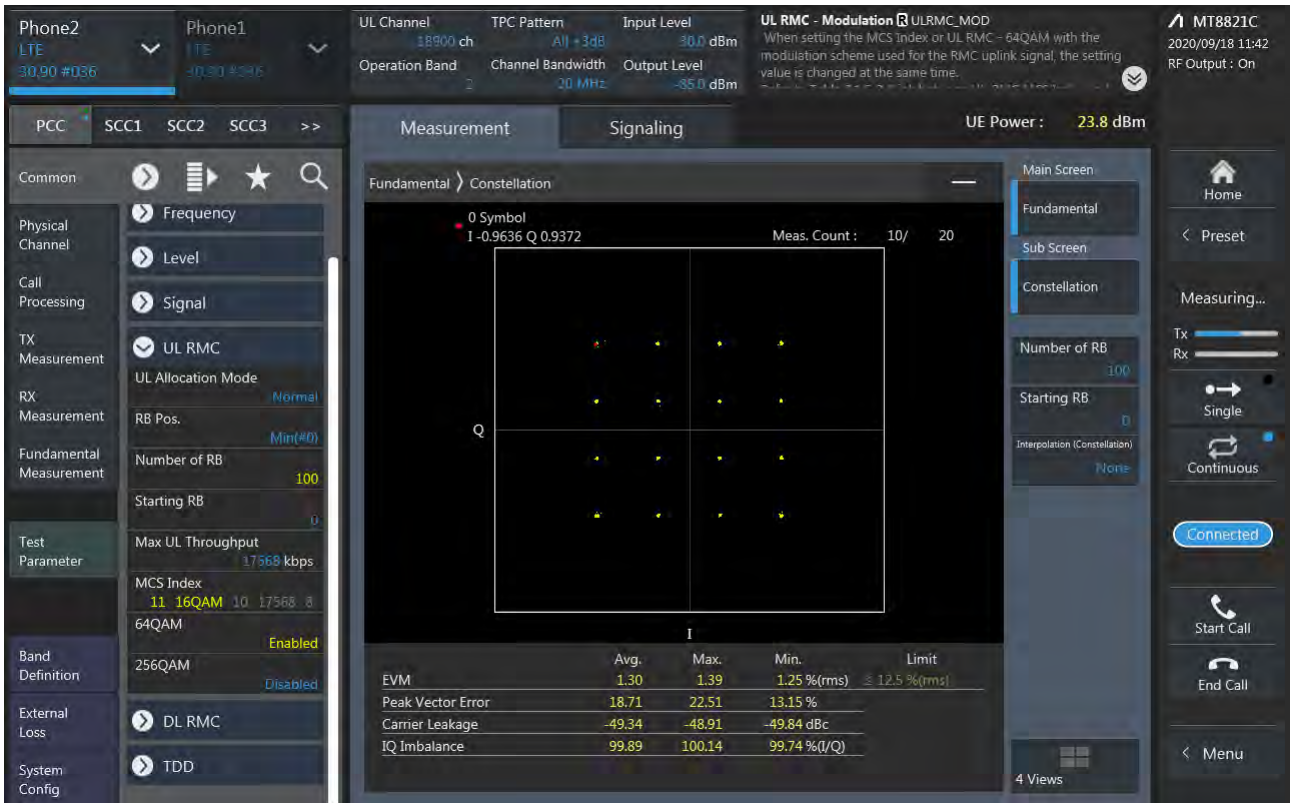 Phone2
LTE
30.90 #036
Phone1
LTE
UL Channel
18900 ch
Operation Band
2
TPC Pattern
All +3dB
Channel Bandwidth
20 MHz
Input Level
30.0 dBm
Output Level
-85.0 dBm
UL RMC - Modulation R ULRMC_MOD
When setting the MCS Index or UL RMC – 64QAM with the
modulation scheme used for the RMC uplink signal, the setting
value is changed at the same time.
MT8821C
2020/09/18 11:42
RF Output : On
PCC SCC1 SCC2 SCC3 >>
Measurement
Signaling
UE Power : 23.8 dBm
Common
Physical
Channel
Call
Processing
TX
Measurement
RX
Measurement
Fundamental
Measurement
Test
Parameter
Band
Definition
External
Loss
System
Config
Frequency
Level
Signal
UL RMC
UL Allocation Mode
Normal
RB Pos.
Min(#0)
Number of RB
100
Starting RB
0
Max UL Throughput
17568 kbps
MCS Index
11 16QAM 10 17568 8
64QAM
Enabled
256QAM
Disabled
DL RMC
TDD
Fundamental > Constellation
0 Symbol
I -0.9636 Q 0.9372
Meas. Count : 10/ 20
Q
I
Avg. Max. Min. Limit
EVM 1.30 1.39 1.25 %(rms) ≤ 12.5 %(rms)
Peak Vector Error 18.71 22.51 13.15 %
Carrier Leakage -49.34 -48.91 -49.84 dBc
IQ Imbalance 99.89 100.14 99.74 %(I/Q)
Main Screen
Fundamental
Sub Screen
Constellation
Number of RB
100
Starting RB
0
Interpolation (Constellation)
None
4 Views
Home
< Preset
Measuring...
Tx
Rx
Single
Continuous
Connected
Start Call
End Call
< Menu